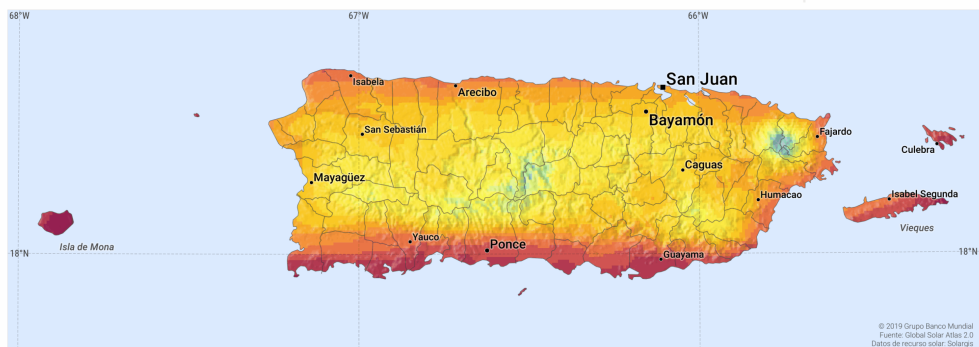 68°W
67°W
66°W
San Juan
Isabela
Arecibo
Bayamón
San Sebastián
Fajardo
Culebra
Caguas
Mayagüez
Humacao
Isabel Segunda
Vieques
Yauco
Ponce
Isla de Mona
18°N
Guayama
18°N
© 2019 Grupo Banco Mundial
Fuente: Global Solar Atlas 2.0
Datos de recurso solar: Solargis